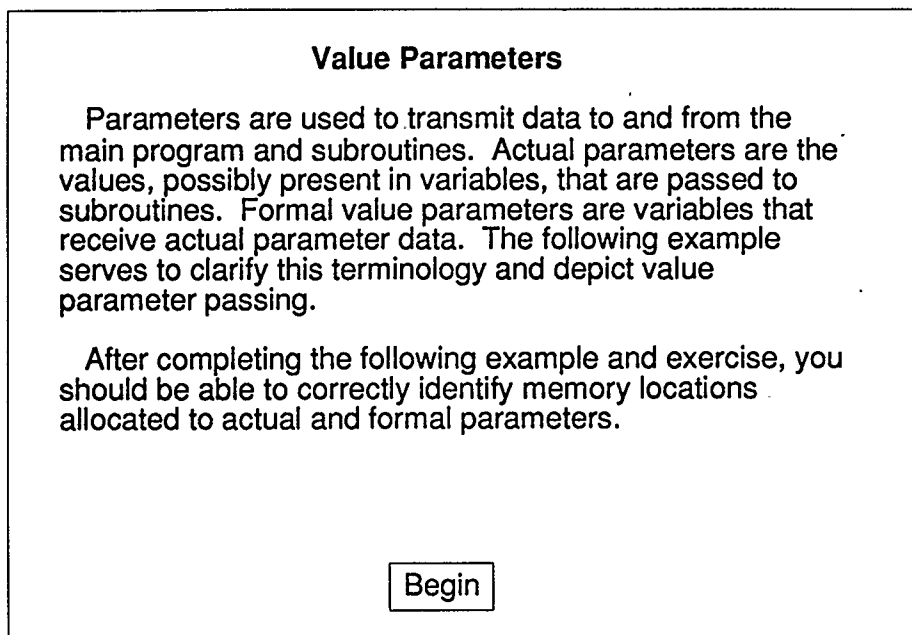 Value Parameters
Parameters are used to transmit data to and from the
main program and subroutines. Actual parameters are the
values, possibly present in variables, that are passed to
subroutines. Formal value parameters are variables that
receive actual parameter data. The following example
serves to clarify this terminology and depict value
parameter passing.
After completing the following example and exercise, you
should be able to correctly identify memory locations
allocated to actual and formal parameters.
Begin